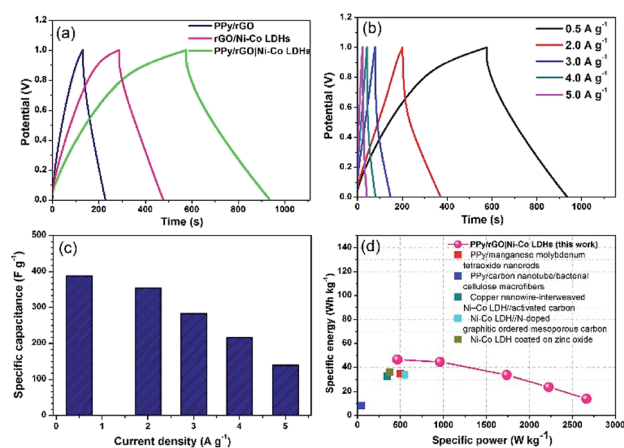 (a)
PPy/rGO
rGO/Ni-Co LDHs
PPy/rGO|Ni-Co LDHs
Potential (V)
1.2
1.0
0.8
0.6
0.4
0.2
0.0
0 200 400 600 800 1000
Time (s)
(b)
0.5 A g⁻¹
2.0 A g⁻¹
3.0 A g⁻¹
4.0 A g⁻¹
5.0 A g⁻¹
Potential (V)
1.2
1.0
0.8
0.6
0.4
0.2
0.0
0 200 400 600 800 1000
Time (s)
(c)
Specific capacitance (F g⁻¹)
500
400
300
200
100
0
0 1 2 3 4 5
Current density (A g⁻¹)
(d)
PPy/rGO|Ni-Co LDHs (this work)
PPy/manganese molybdenum
tetraoxide nanorods
PPy/carbon nanotube/bacterial
cellulose macrofibers
Copper nanowire-interweaved
Ni–Co LDH//activated carbon
Ni-Co LDH//N-doped
graphitic ordered mesoporous carbon
Ni-Co LDH coated on zinc oxide
Specific energy (Wh kg⁻¹)
140
120
100
80
60
40
20
0
0 500 1000 1500 2000 2500 3000
Specific power (W kg⁻¹)